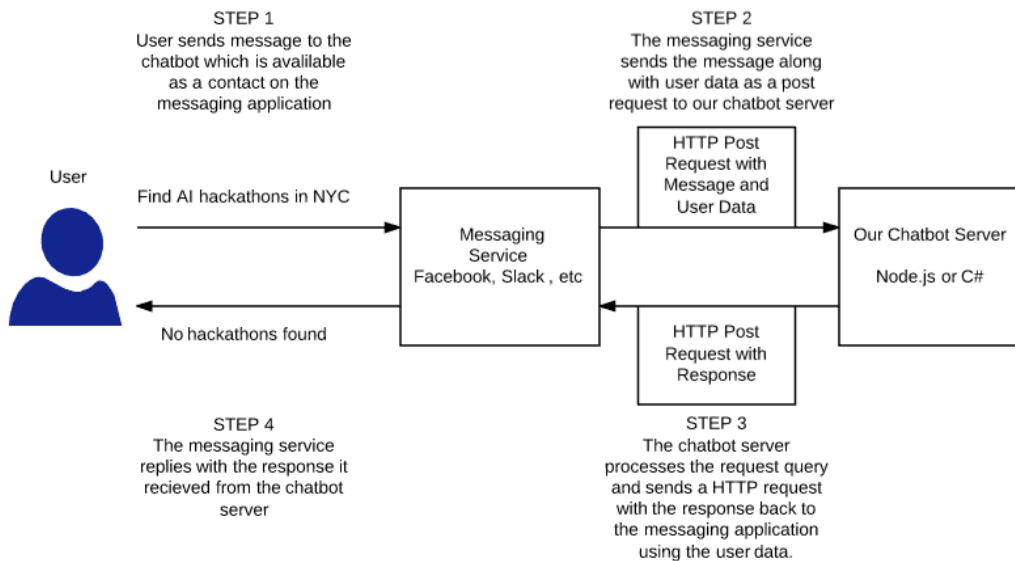 STEP 1
User sends message to the
chatbot which is avalilable
as a contact on the
messaging application
STEP 2
The messaging service
sends the message along
with user data as a post
request to our chatbot server
User
Find AI hackathons in NYC
HTTP Post
Request with
Message and
User Data
Messaging
Service
Facebook, Slack , etc
Our Chatbot Server
Node.js or C#
No hackathons found
HTTP Post
Request with
Response
STEP 4
The messaging service
replies with the response it
recieved from the chatbot
server
STEP 3
The chatbot server
processes the request query
and sends a HTTP request
with the response back to
the messaging application
using the user data.